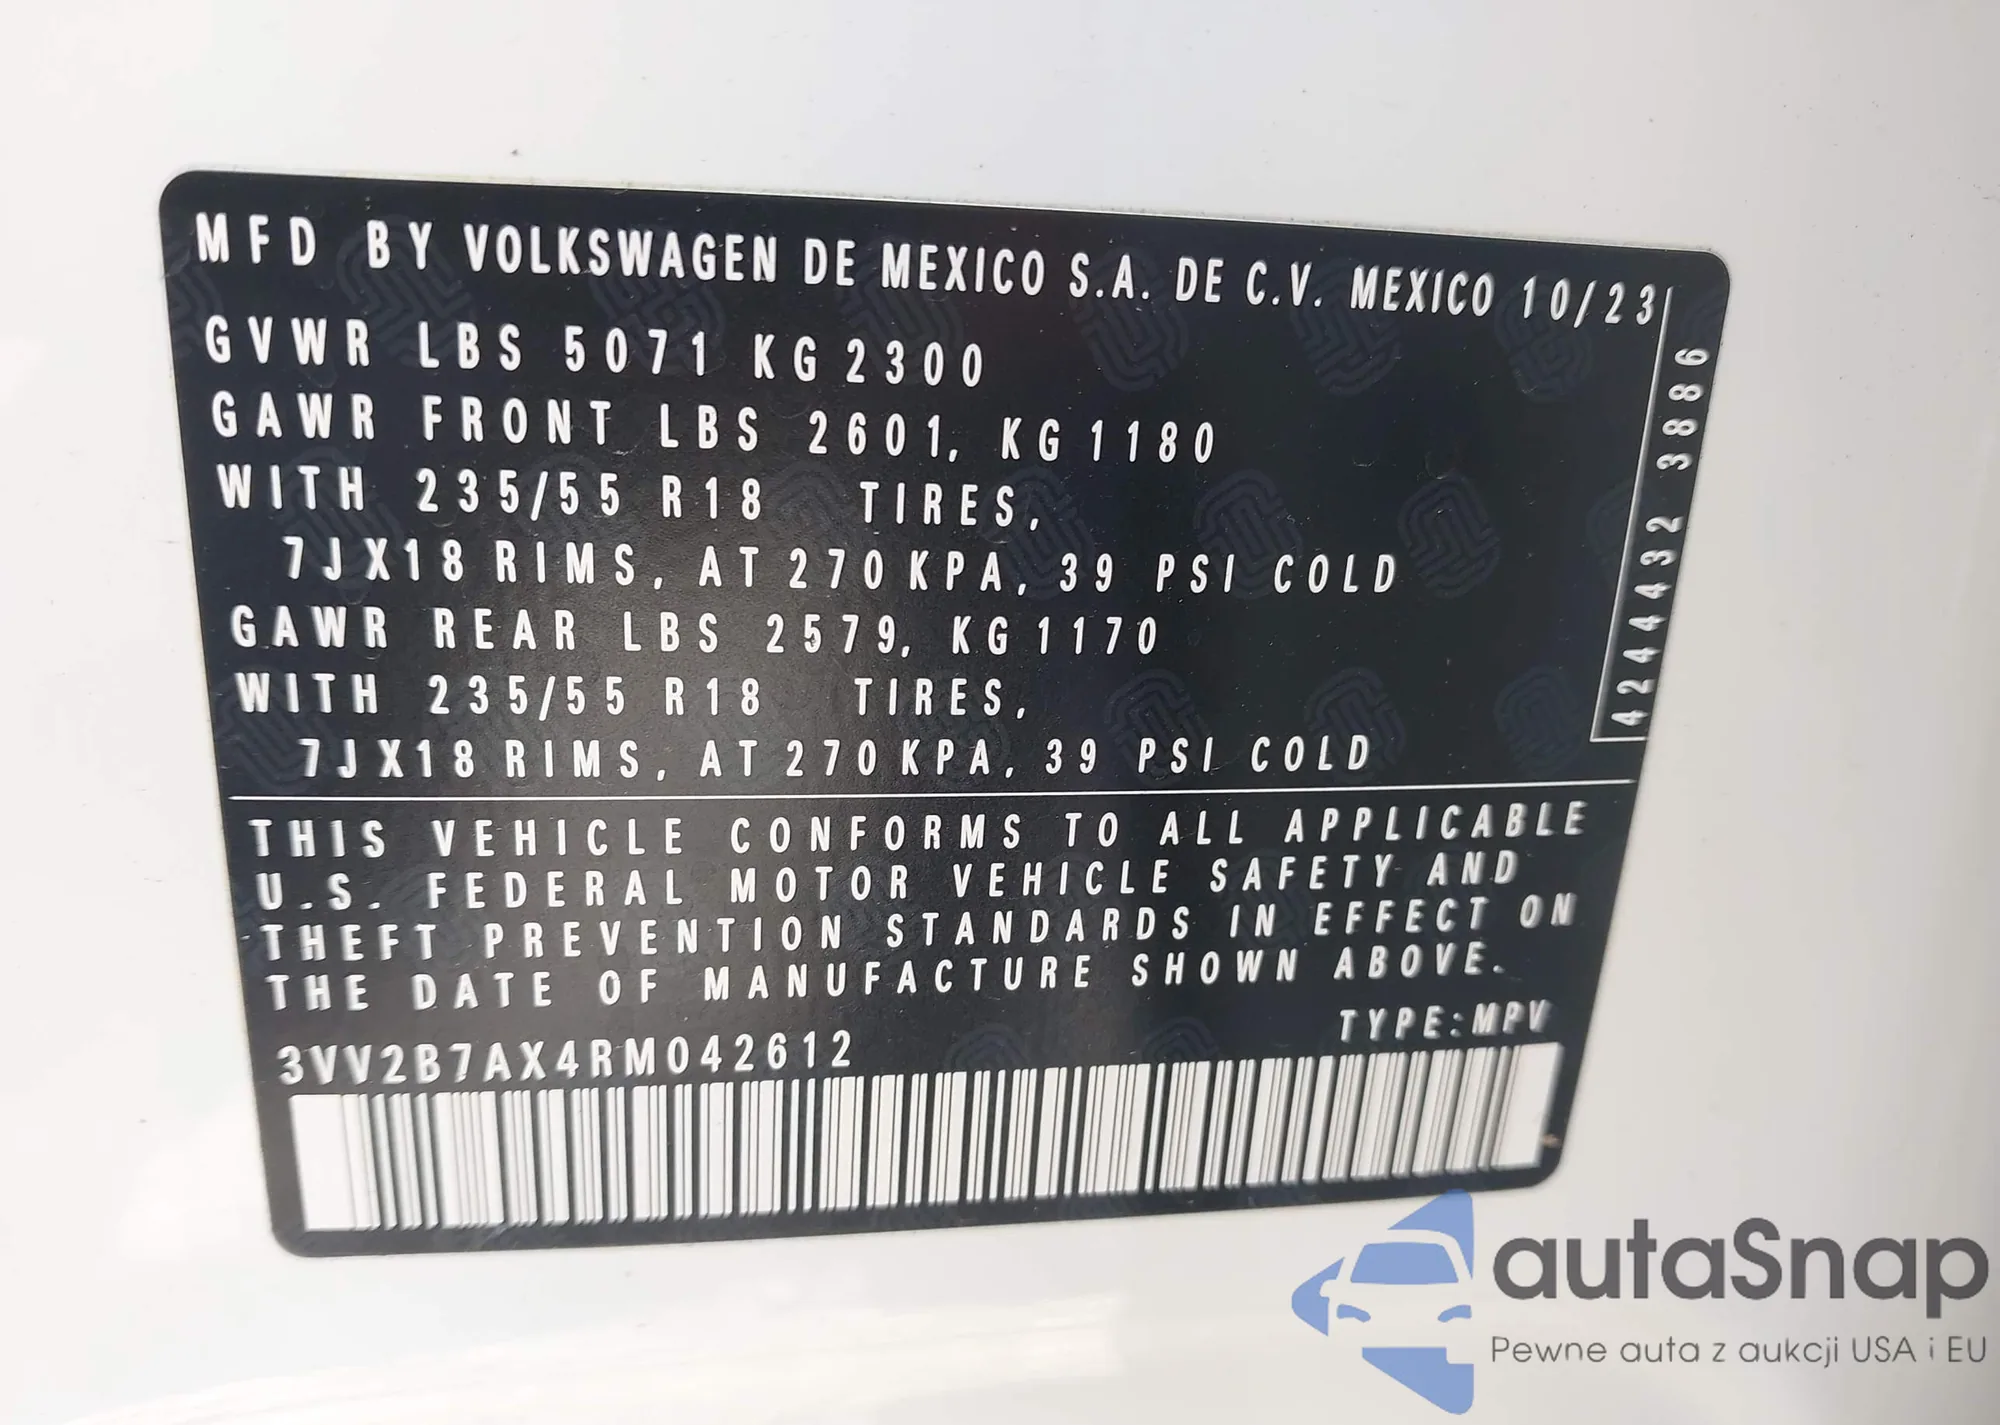 MFD BY VOLKSWAGEN DE MEXICO S.A. DE C.V. MEXICO 10/23
GVWR LBS 5071 KG 2300
GAWR FRONT LBS 2601, KG 1180
WITH 235/55 R18 TIRES,
7JX18 RIMS, AT 270 KPA, 39 PSI COLD
GAWR REAR LBS 2579, KG 1170
WITH 235/55 R18 TIRES,
7JX18 RIMS, AT 270 KPA, 39 PSI COLD
4244432 3886
THIS VEHICLE CONFORMS TO ALL APPLICABLE
U.S. FEDERAL MOTOR VEHICLE SAFETY AND
THEFT PREVENTION STANDARDS IN EFFECT ON
THE DATE OF MANUFACTURE SHOWN ABOVE.
TYPE:MPV
3VV2B7AX4RM042612
autaSnap
Pewne auta z aukcji USA i EU